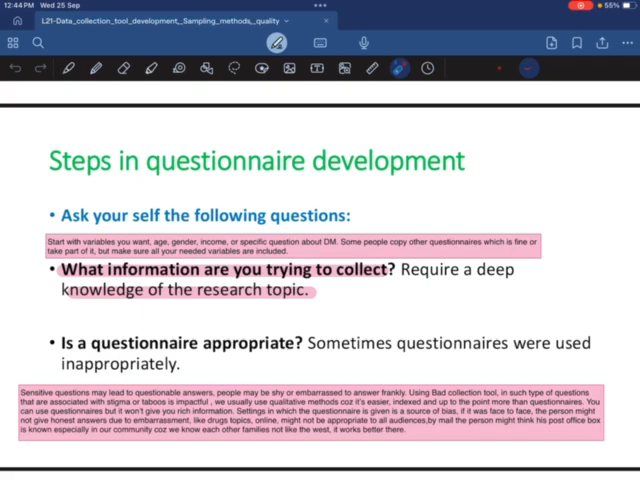 12:44 PM Wed 25 Sep
55%
L21-Data_collection_tool_development,_Sampling_methods,_quality
Steps in questionnaire development
• Ask your self the following questions:
Start with variables you want, age, gender, income, or specific question about DM. Some people copy other questionnaires which is fine or
take part of it, but make sure all your needed variables are included.
• What information are you trying to collect? Require a deep
knowledge of the research topic.
• Is a questionnaire appropriate? Sometimes questionnaires were used
inappropriately.
Sensitive questions may lead to questionable answers, people may be shy or embarrassed to answer frankly. Using Bad collection tool, in such type of questions
that are associated with stigma or taboos is impactful , we usually use qualitative methods coz it's easier, indexed and up to the point more than questionnaires. You
can use questionnaires but it won't give you rich information. Settings in which the questionnaire is given is a source of bias, if it was face to face, the person might
not give honest answers due to embarrassment, like drugs topics, online, might not be appropriate to all audiences,by mail the person might think his post office box
is known especially in our community coz we know each other families not like the west, it works better there.